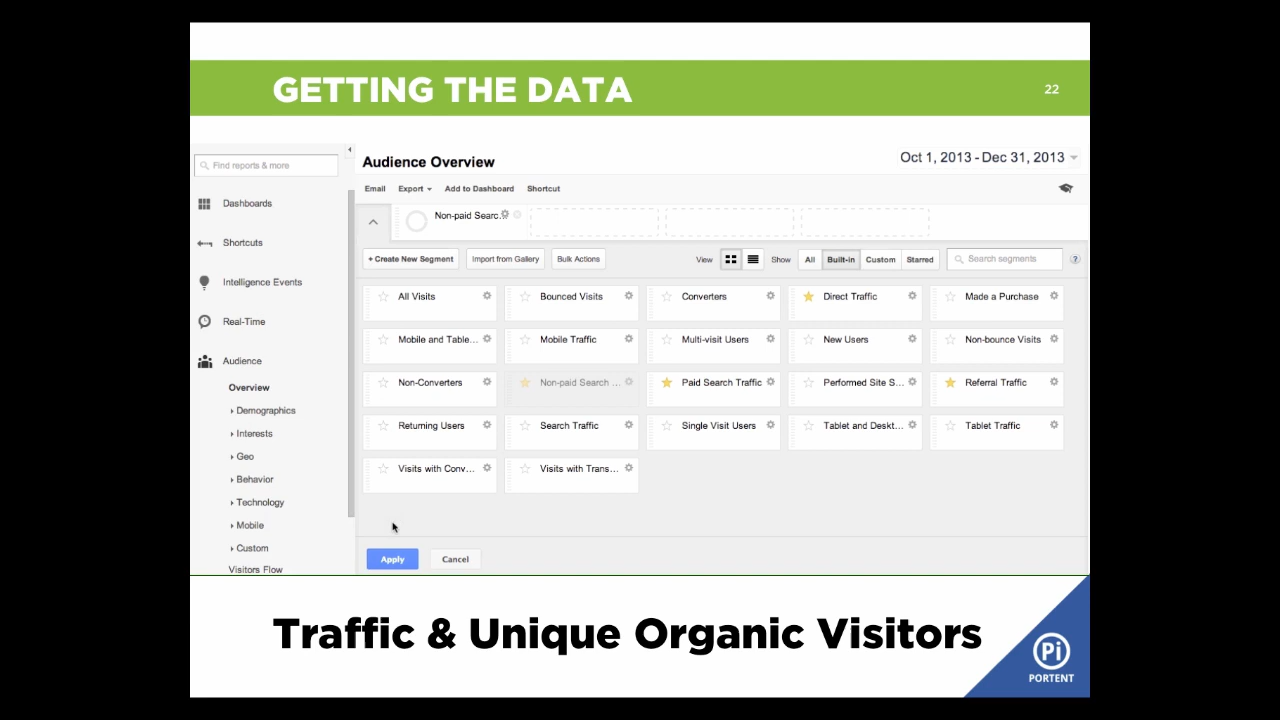 GETTING THE DATA
22
Find reports & more
Dashboards
Shortcuts
Intelligence Events
Real-Time
Audience
Overview
Demographics
Interests
Geo
Behavior
Technology
Mobile
Custom
Visitors Flow
Audience Overview
Oct 1, 2013 - Dec 31, 2013
Email Export Add to Dashboard Shortcut
Non-paid Searc...
+ Create New Segment Import from Gallery Bulk Actions View Show All Built-in Custom Starred Search segments ?
All Visits Bounced Visits Converters Direct Traffic Made a Purchase
Mobile and Table... Mobile Traffic Multi-visit Users New Users Non-bounce Visits
Non-Converters Non-paid Search ... Paid Search Traffic Performed Site S... Referral Traffic
Returning Users Search Traffic Single Visit Users Tablet and Deskt... Tablet Traffic
Visits with Conv... Visits with Trans...
Apply Cancel
Traffic & Unique Organic Visitors
Pi
PORTENT